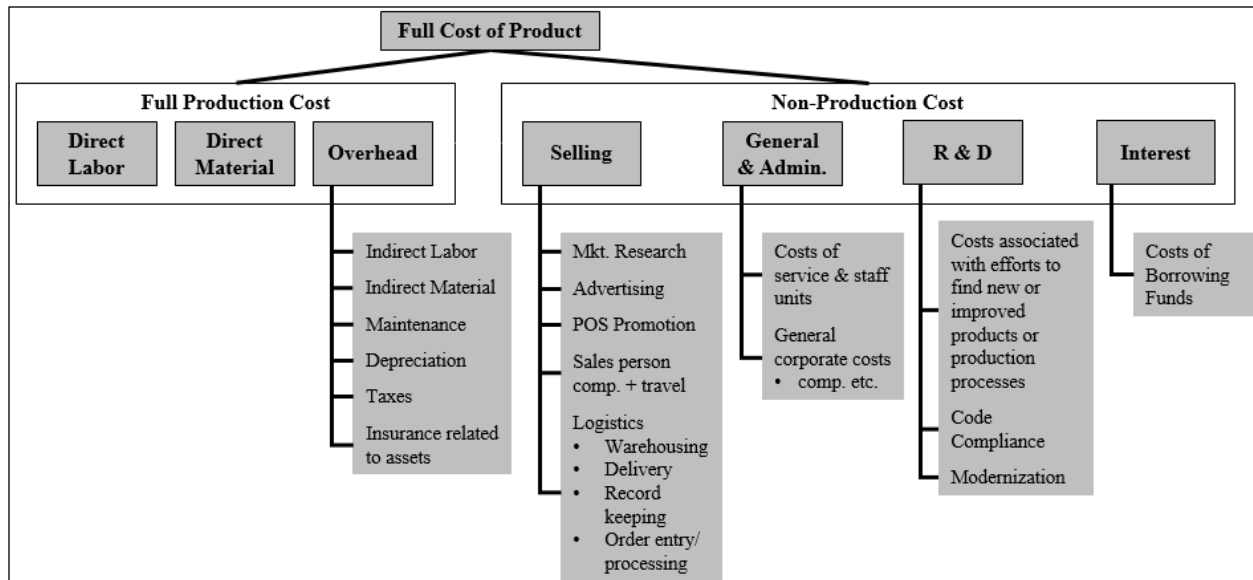 Full Cost of Product
Full Production Cost
Direct
Labor
Direct
Material
Overhead
Indirect Labor
Indirect Material
Maintenance
Depreciation
Taxes
Insurance related
to assets
Non-Production Cost
Selling
Mkt. Research
Advertising
POS Promotion
Sales person
comp. + travel
Logistics
• Warehousing
• Delivery
• Record
keeping
• Order entry/
processing
General
& Admin.
Costs of
service & staff
units
General
corporate costs
• comp. etc.
R & D
Costs associated
with efforts to
find new or
improved
products or
production
processes
Code
Compliance
Modernization
Interest
Costs of
Borrowing
Funds